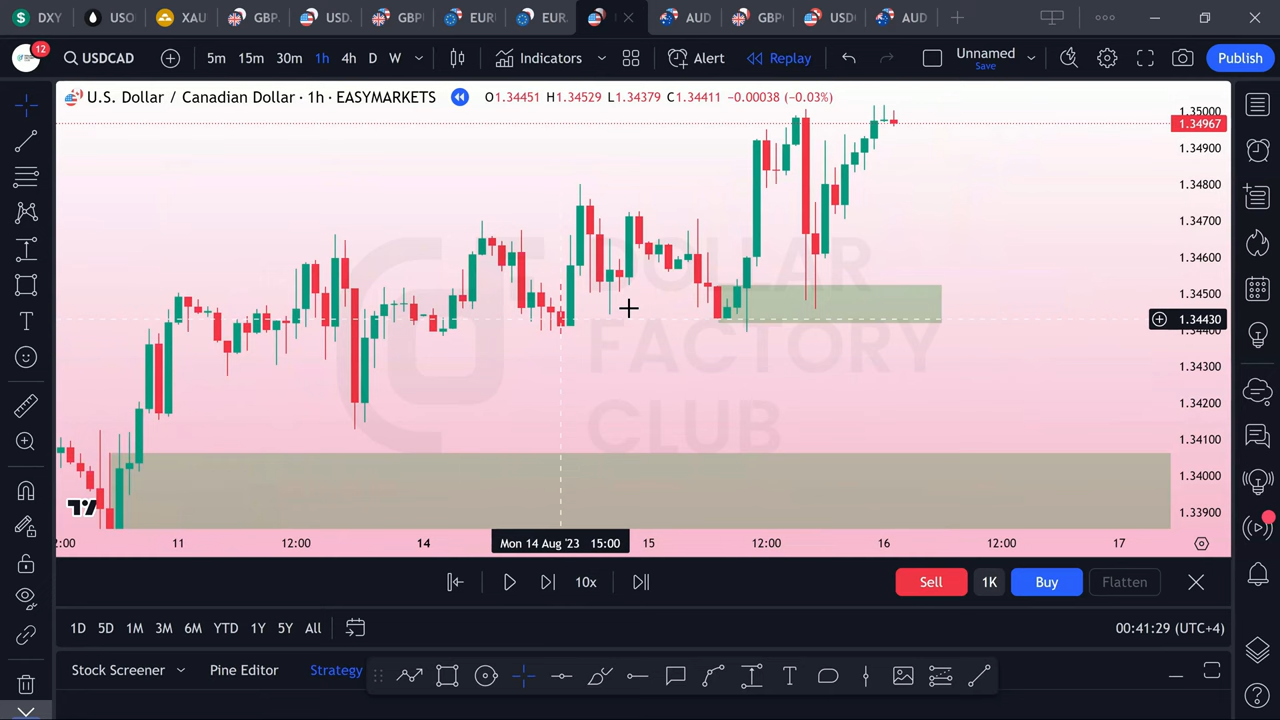 DXY USO XAU GBP. USD. GBP EUR EUR. AUD GBP USD AUD
12 USDCAD 5m 15m 30m 1h 4h D W Indicators Alert Replay Unnamed Save Publish
U.S. Dollar / Canadian Dollar · 1h · EASYMARKETS O1.34451 H1.34529 L1.34379 C1.34411 −0.00038 (−0.03%)
1.35000
1.34967
1.34900
1.34800
1.34700
1.34600
1.34500
1.34430
1.34400
1.34300
1.34200
1.34100
1.34000
1.33900
DOLLAR
FACTORY
CLUB
2:00 11 12:00 14 Mon 14 Aug '23 15:00 15 12:00 16 12:00 17
10x Sell 1K Buy Flatten
1D 5D 1M 3M 6M YTD 1Y 5Y All 00:41:29 (UTC+4)
Stock Screener Pine Editor Strategy